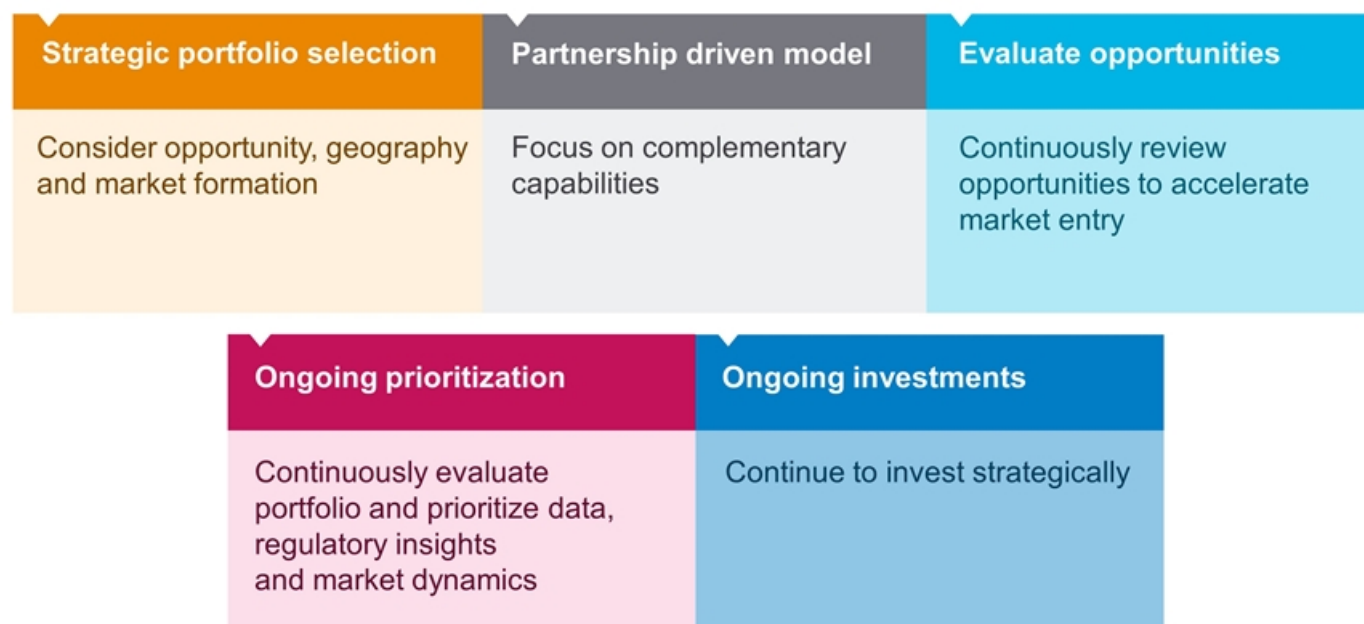 Strategic portfolio selection
Consider opportunity, geography
and market formation
Partnership driven model
Focus on complementary
capabilities
Evaluate opportunities
Continuously review
opportunities to accelerate
market entry
Ongoing prioritization
Continuously evaluate
portfolio and prioritize data,
regulatory insights
and market dynamics
Ongoing investments
Continue to invest strategically